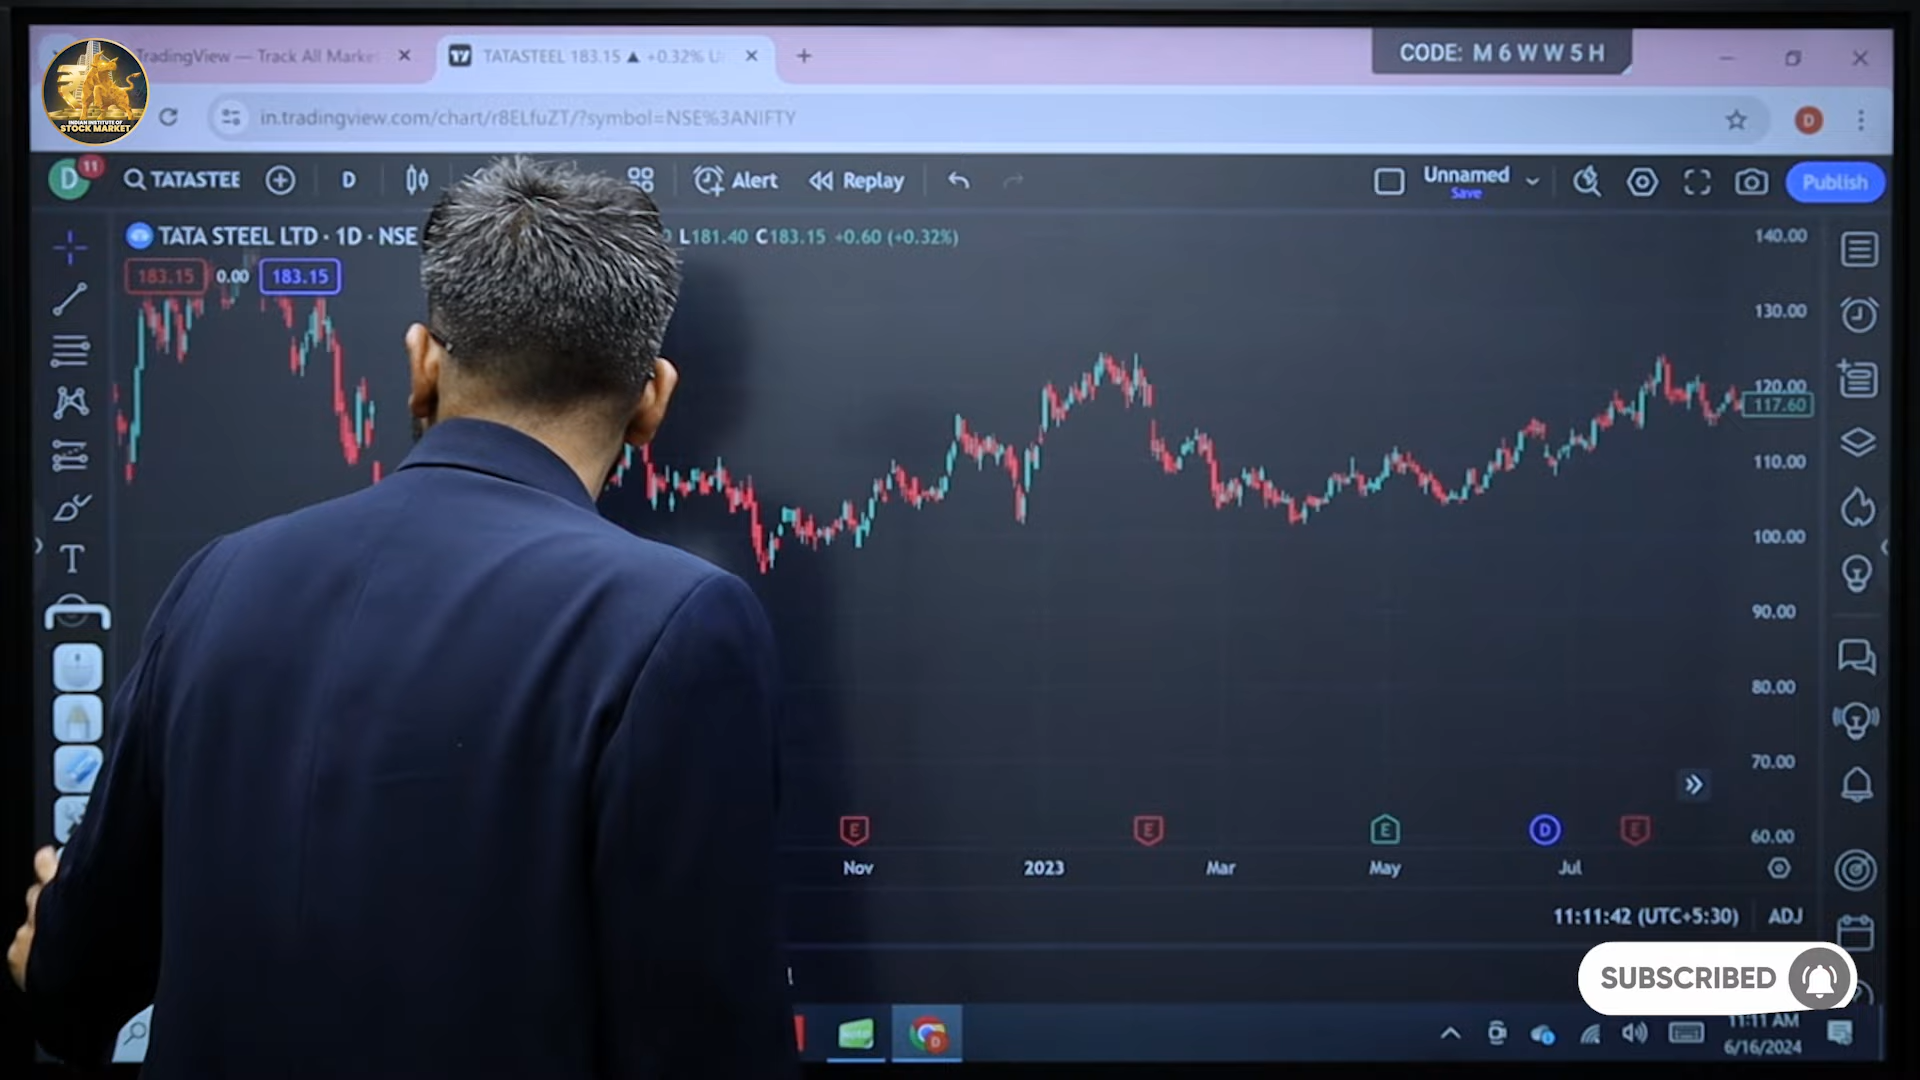 TradingView — Track All Marke
TATASTEEL 183.15 ▲ +0.32% U
CODE: M 6 W W 5 H
INDIAN INSTITUTE OF
STOCK MARKET
in.tradingview.com/chart/r8ELfuZT/?symbol=NSE%3ANIFTY
D
D
11
TATASTEE
D
Alert
Replay
Unnamed
Save
Publish
TATA STEEL LTD · 1D · NSE
L181.40 C183.15 +0.60 (+0.32%)
183.15
0.00
183.15
140.00
130.00
120.00
117.60
110.00
100.00
90.00
80.00
70.00
60.00
T
E
E
E
D
E
Nov
2023
Mar
May
Jul
11:11:42 (UTC+5:30)
ADJ
SUBSCRIBED
11:11 AM
6/16/2024